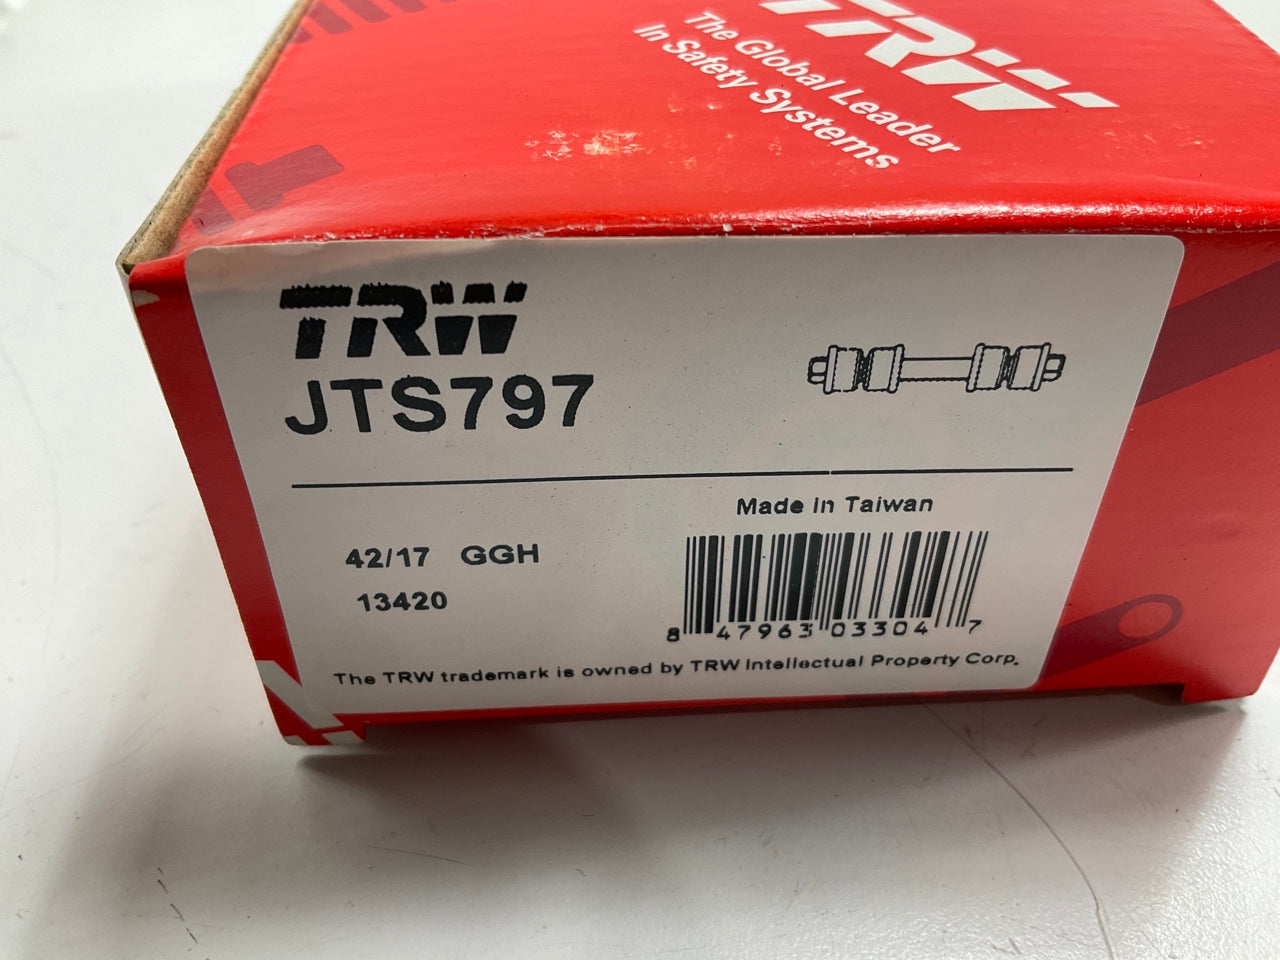 TRW
The Global Leader
In Safety Systems
TRW
JTS797
Made in Taiwan
42/17 GGH
13420
8 47963 03304 7
The TRW trademark is owned by TRW Intellectual Property Corp.